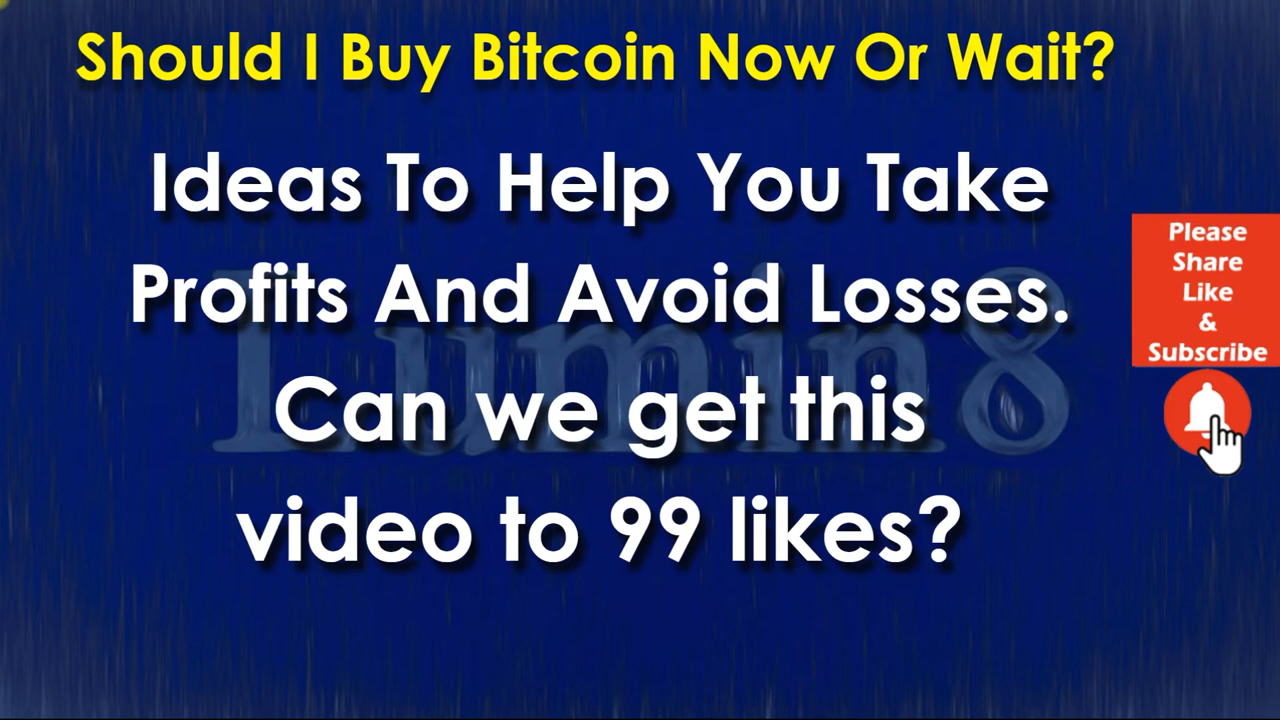 Should I Buy Bitcoin Now Or Wait?
Ideas To Help You Take
Profits And Avoid Losses.
Can we get this
video to 99 likes?
Lumin8
Please
Share
Like
&
Subscribe